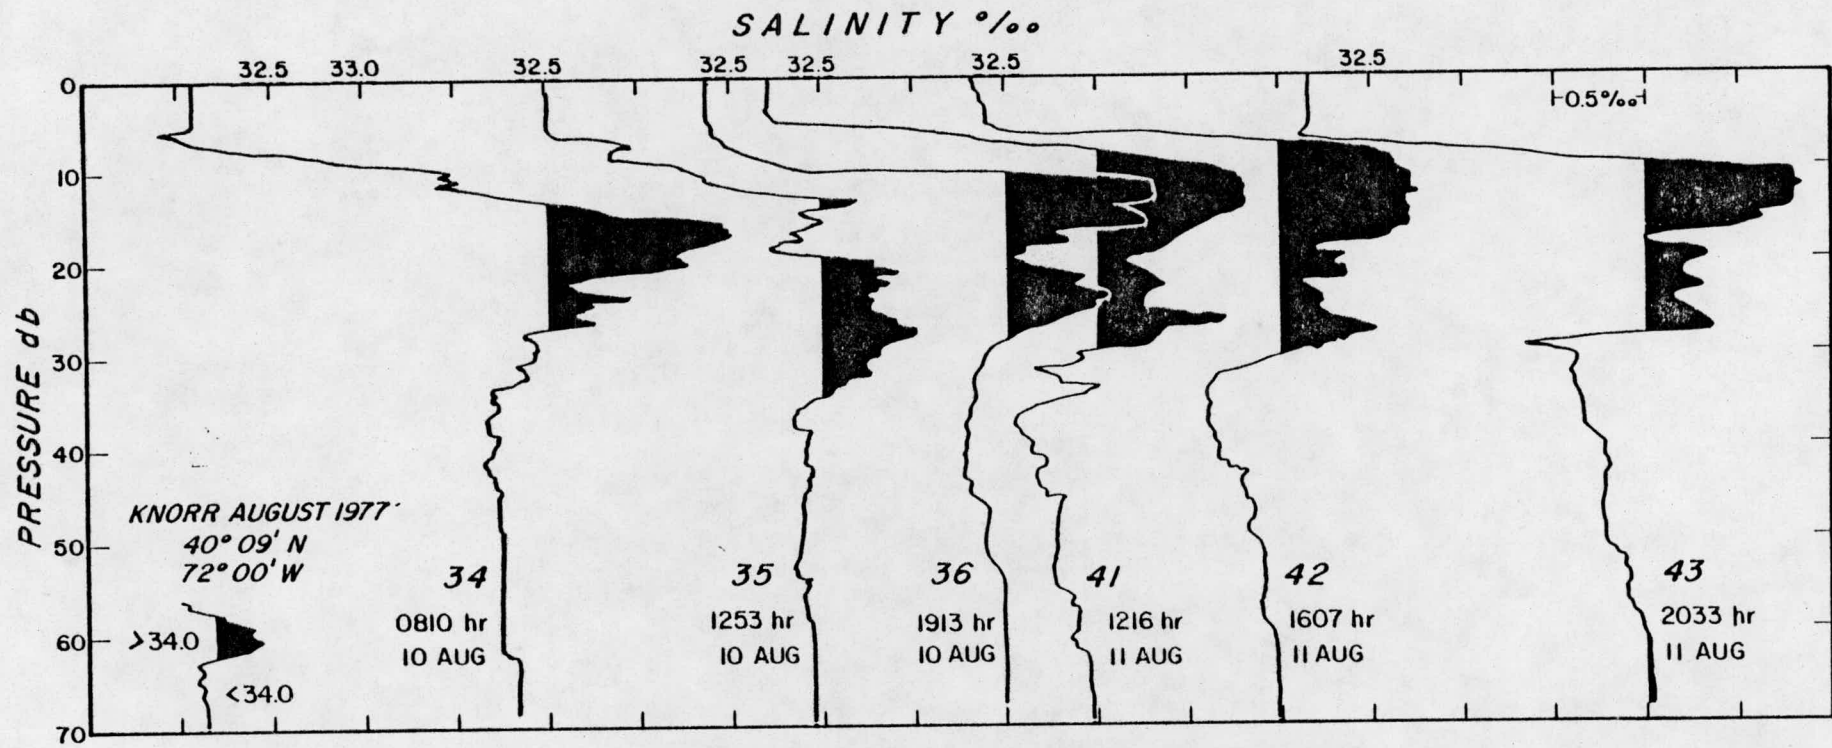 SALINITY ‰
32.5 33.0 32.5 32.5 32.5 32.5 32.5
0
0.5‰
10
20
30
40
50
60
70
PRESSURE db
KNORR AUGUST 1977
40° 09' N
72° 00' W
>34.0
<34.0
34
0810 hr
10 AUG
35
1253 hr
10 AUG
36
1913 hr
10 AUG
41
1216 hr
11 AUG
42
1607 hr
11 AUG
43
2033 hr
11 AUG